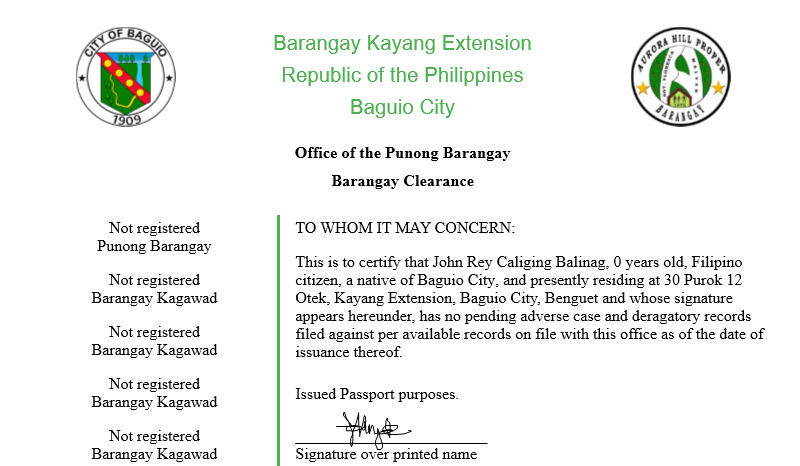 CITY OF BAGUIO
1909
Barangay Kayang Extension
Republic of the Philippines
Baguio City
AURORA HILL PROPER
BARANGAY
Office of the Punong Barangay
Barangay Clearance
Not registered
Punong Barangay
Not registered
Barangay Kagawad
Not registered
Barangay Kagawad
Not registered
Barangay Kagawad
Not registered
Barangay Kagawad
TO WHOM IT MAY CONCERN:
This is to certify that John Rey Caliging Balinag, 0 years old, Filipino
citizen, a native of Baguio City, and presently residing at 30 Purok 12
Otek, Kayang Extension, Baguio City, Benguet and whose signature
appears hereunder, has no pending adverse case and deragatory records
filed against per available records on file with this office as of the date of
issuance thereof.
Issued Passport purposes.
Signature over printed name